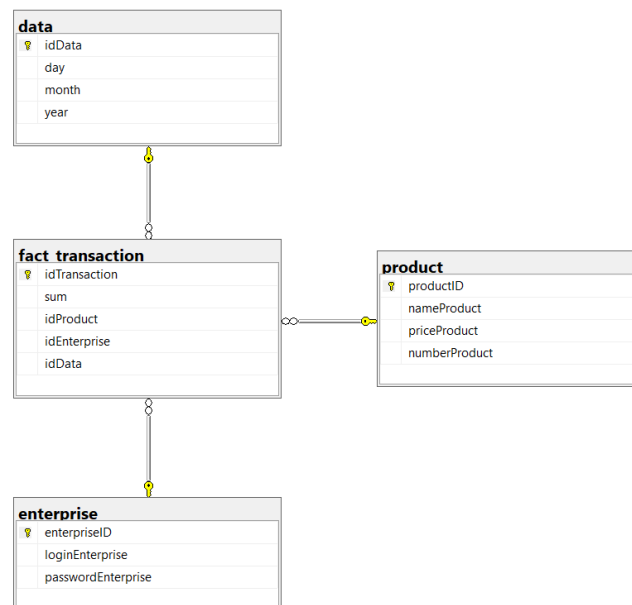 data
idData
day
month
year
fact_transaction
idTransaction
sum
idProduct
idEnterprise
idData
product
productID
nameProduct
priceProduct
numberProduct
enterprise
enterpriseID
loginEnterprise
passwordEnterprise